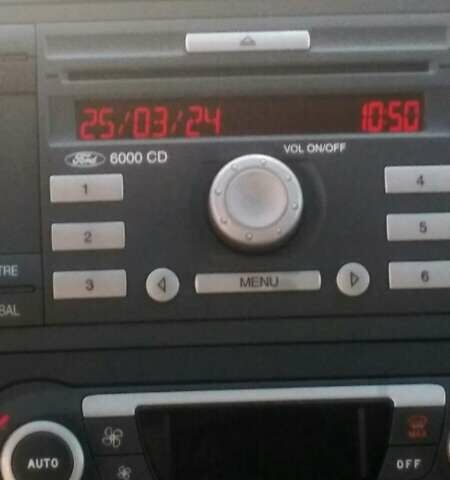 25/03/24 10:50
Ford 6000 CD VOL ON/OFF
1 4
2 5
3 MENU 6
TRE
BAL
AUTO OFF
MAX